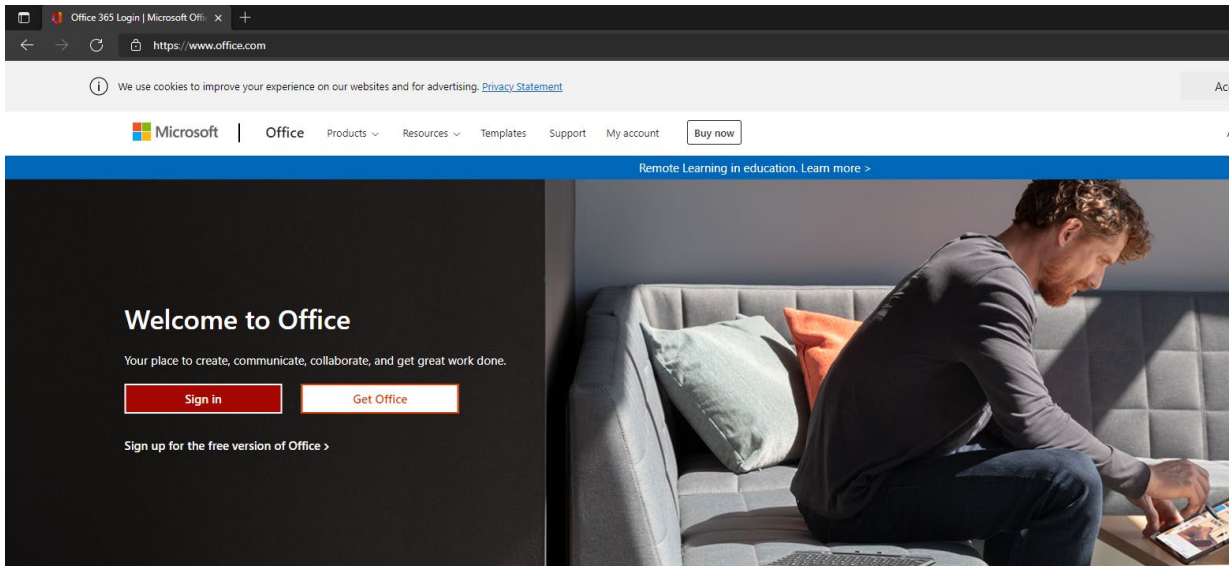 Office 365 Login | Microsoft Offi
https://www.office.com
We use cookies to improve your experience on our websites and for advertising. Privacy Statement
Microsoft Office Products Resources Templates Support My account Buy now
Remote Learning in education. Learn more >
Welcome to Office
Your place to create, communicate, collaborate, and get great work done.
Sign in Get Office
Sign up for the free version of Office >